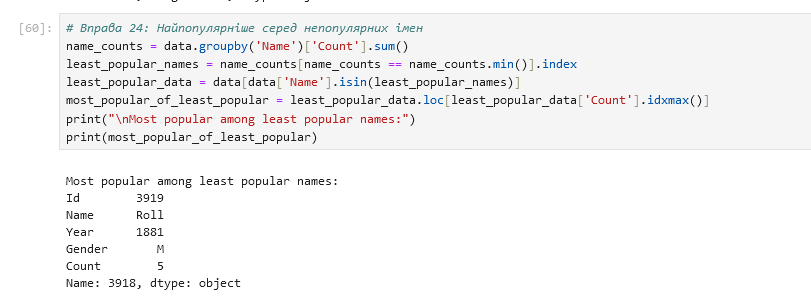 [60]: # Вправа 24: Найпопулярніше серед непопулярних імен
name_counts = data.groupby('Name')['Count'].sum()
least_popular_names = name_counts[name_counts == name_counts.min()].index
least_popular_data = data[data['Name'].isin(least_popular_names)]
most_popular_of_least_popular = least_popular_data.loc[least_popular_data['Count'].idxmax()]
print("\nMost popular among least popular names:")
print(most_popular_of_least_popular)
Most popular among least popular names:
Id 3919
Name Roll
Year 1881
Gender M
Count 5
Name: 3918, dtype: object